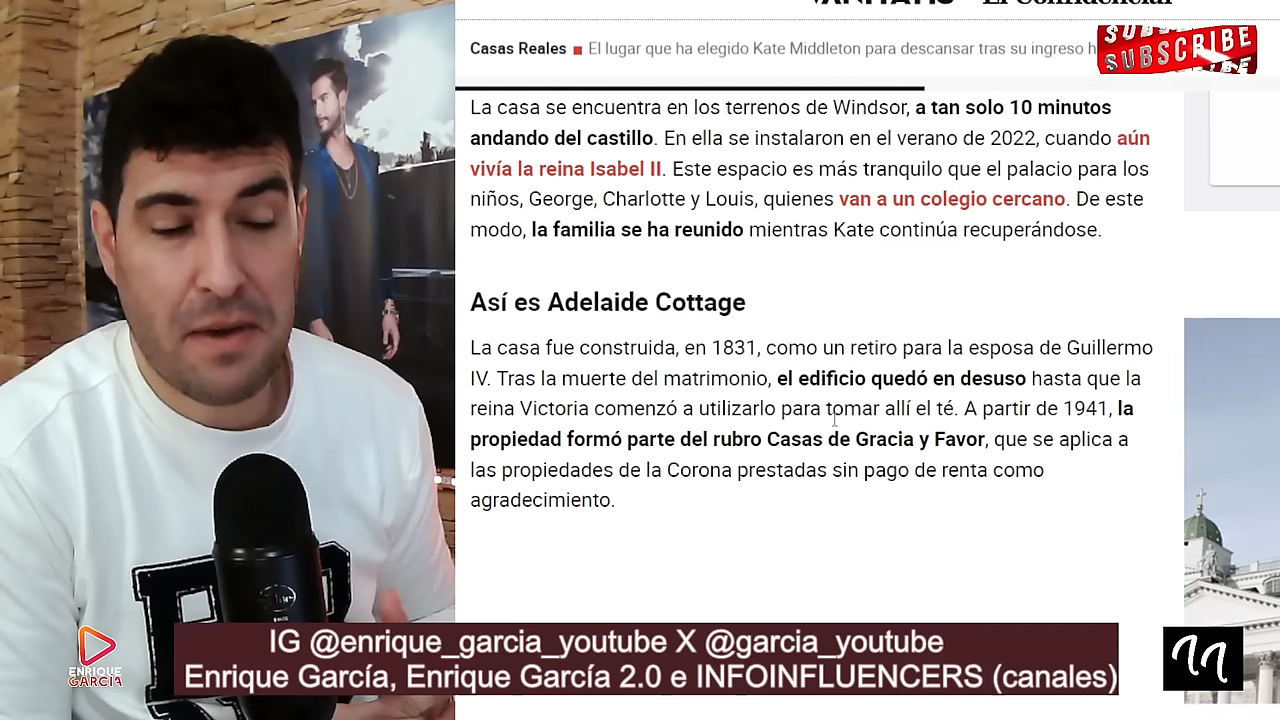 VANITATIS El Confidencial
SUBSCRIBE
SUBSCRIBE
Casas Reales ■ El lugar que ha elegido Kate Middleton para descansar tras su ingreso
La casa se encuentra en los terrenos de Windsor, a tan solo 10 minutos
andando del castillo. En ella se instalaron en el verano de 2022, cuando aún
vivía la reina Isabel II. Este espacio es más tranquilo que el palacio para los
niños, George, Charlotte y Louis, quienes van a un colegio cercano. De este
modo, la familia se ha reunido mientras Kate continúa recuperándose.
Así es Adelaide Cottage
La casa fue construida, en 1831, como un retiro para la esposa de Guillermo
IV. Tras la muerte del matrimonio, el edificio quedó en desuso hasta que la
reina Victoria comenzó a utilizarlo para tomar allí el té. A partir de 1941, la
propiedad formó parte del rubro Casas de Gracia y Favor, que se aplica a
las propiedades de la Corona prestadas sin pago de renta como
agradecimiento.
IG @enrique_garcia_youtube X @garcia_youtube
Enrique García, Enrique García 2.0 e INFOINFLUENCERS (canales)
ENRIQUE
GARCÍA